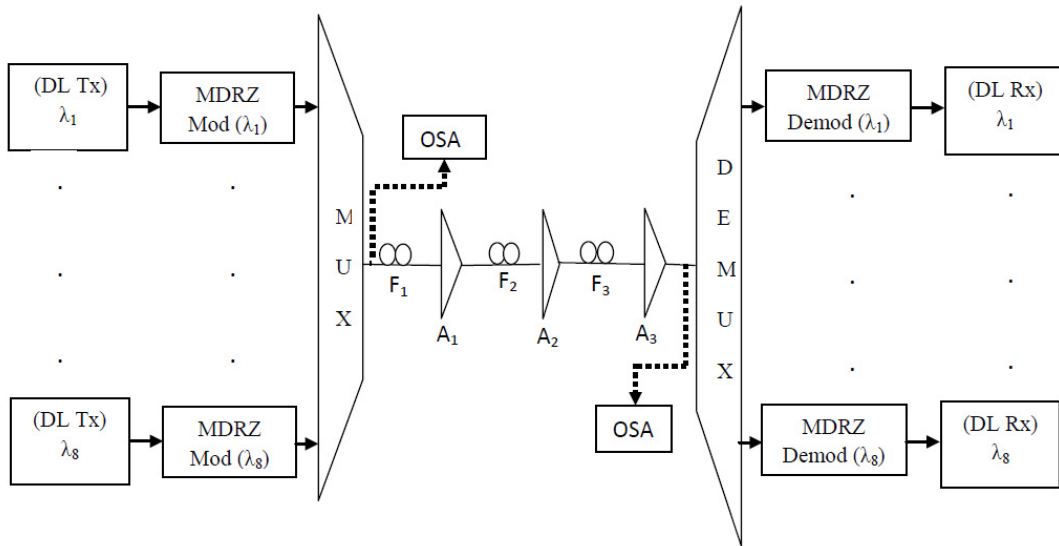 (DL Tx)
λ₁
MDRZ
Mod (λ₁)
(DL Tx)
λ₈
MDRZ
Mod (λ₈)
M
U
X
OSA
F₁
A₁
F₂
A₂
F₃
A₃
OSA
D
E
M
U
X
MDRZ
Demod (λ₁)
(DL Rx)
λ₁
MDRZ
Demod (λ₈)
(DL Rx)
λ₈